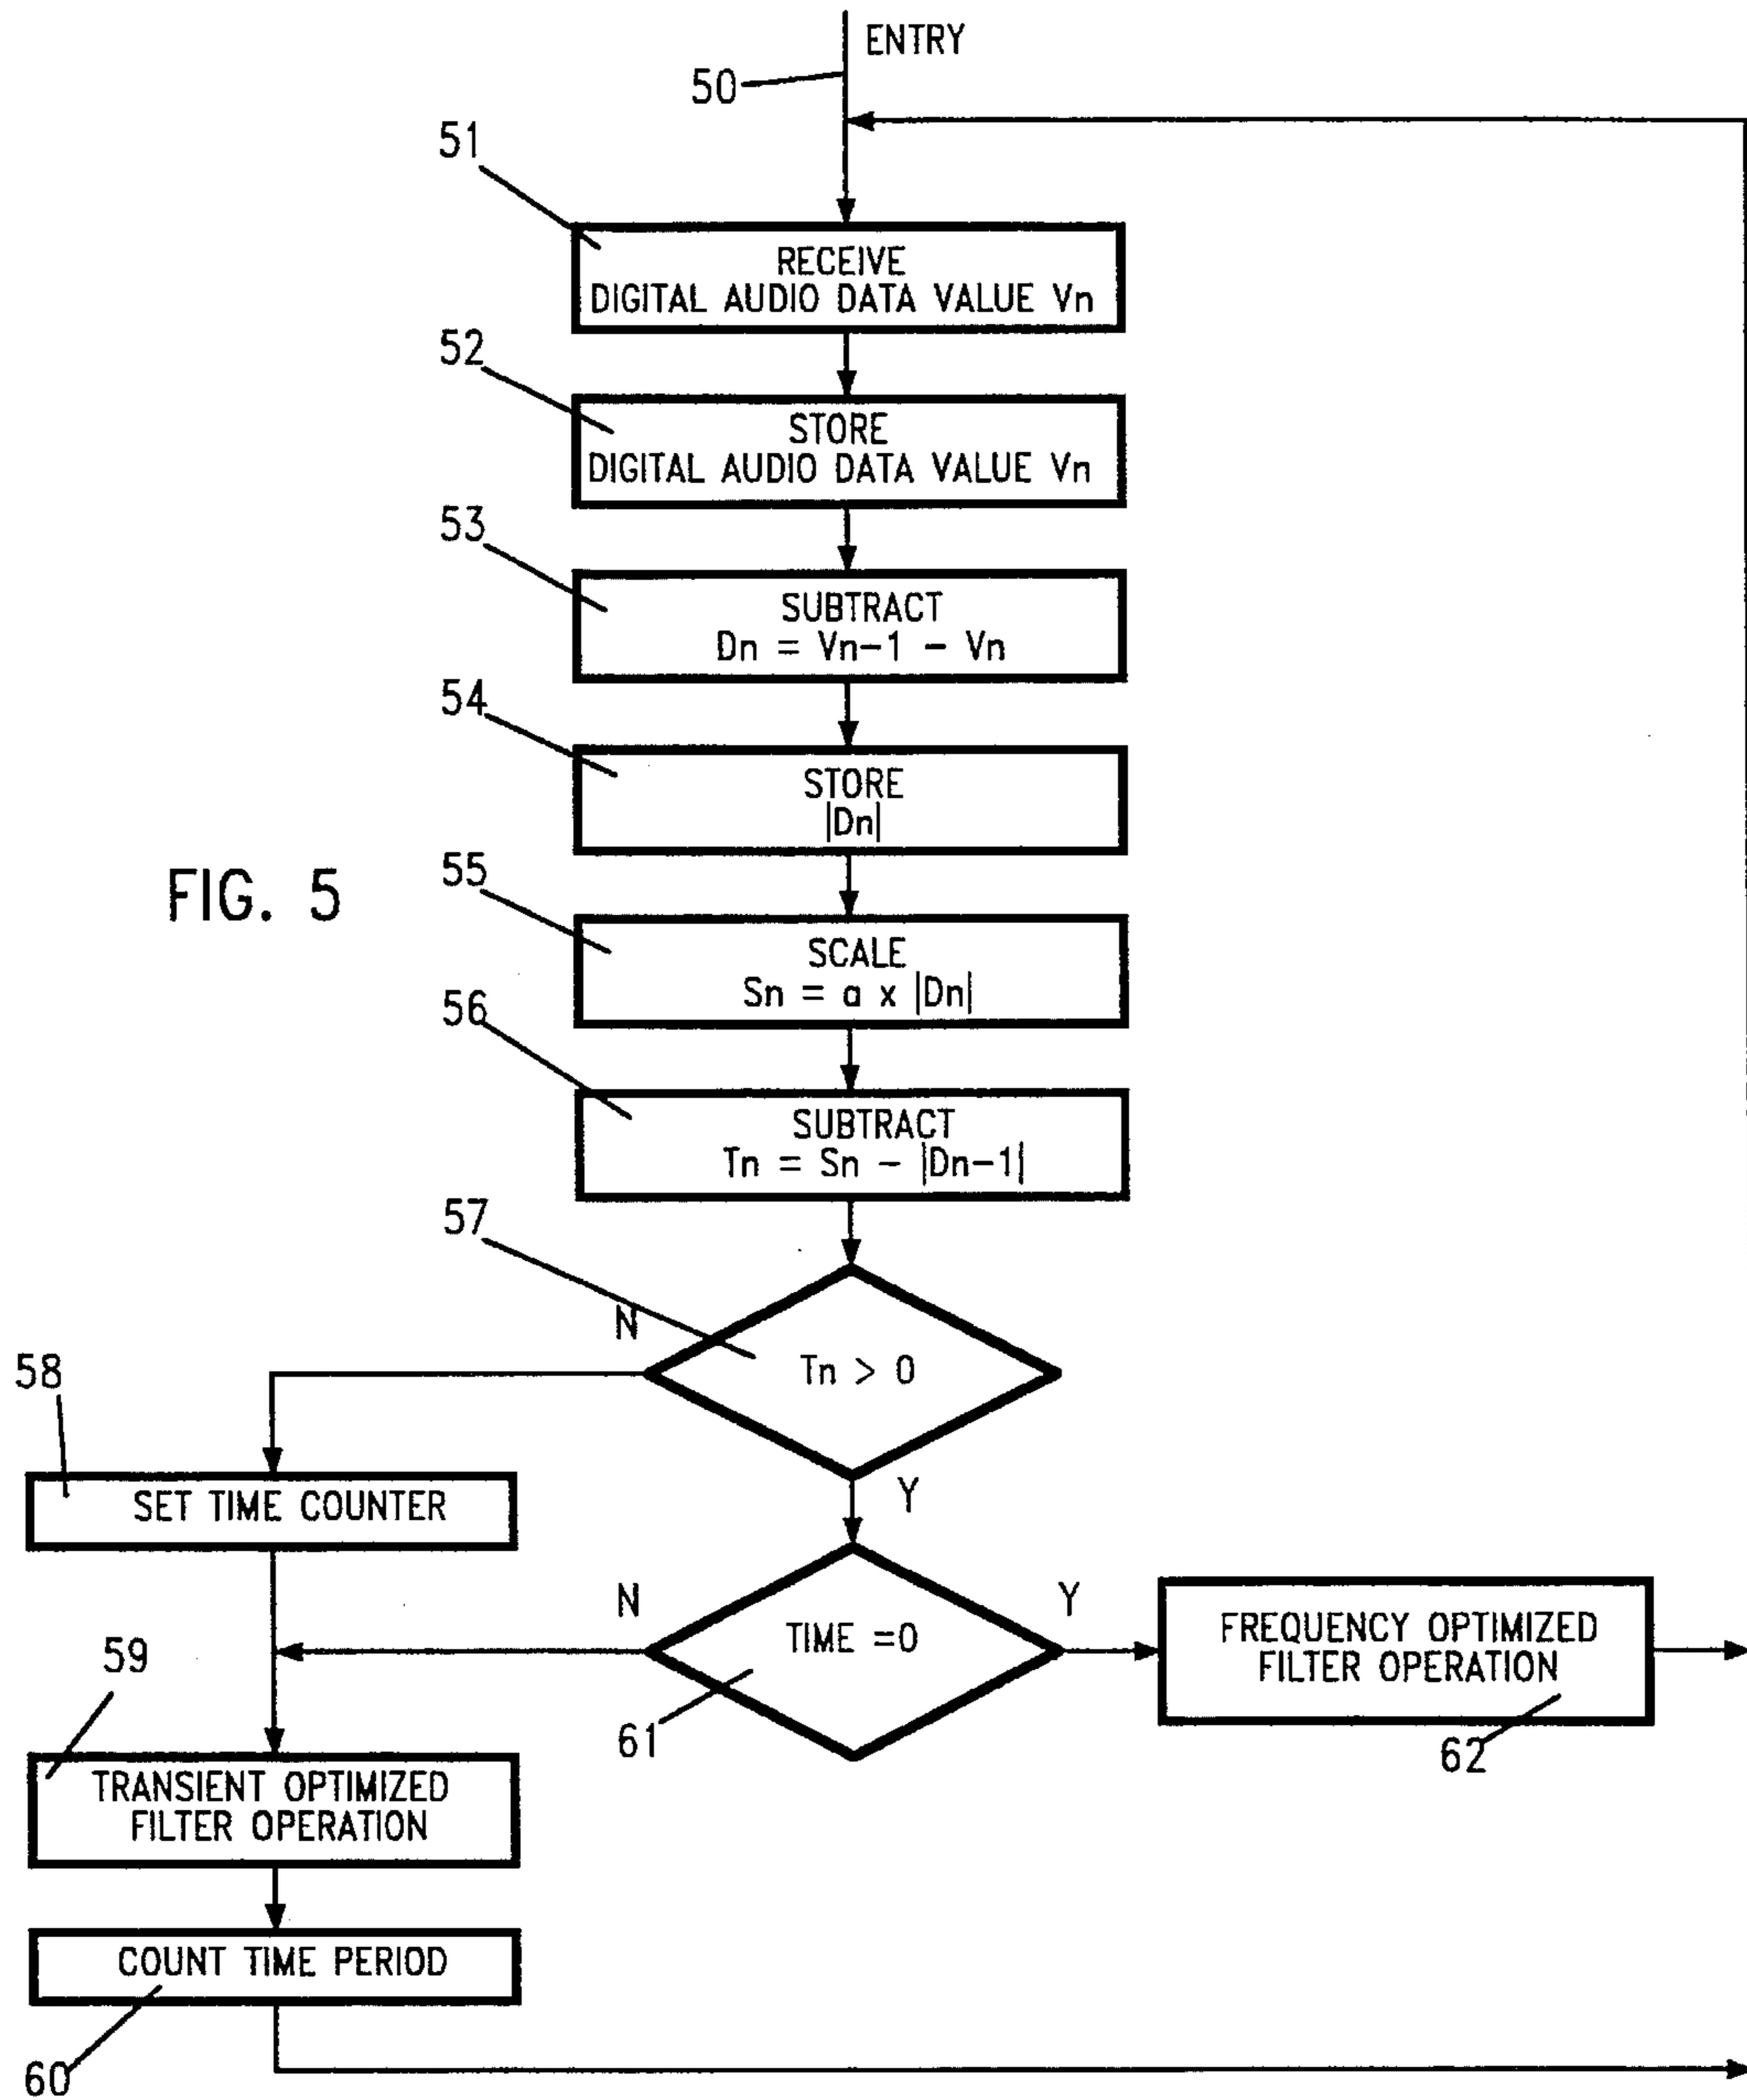 ENTRY
50
51
RECEIVE
DIGITAL AUDIO DATA VALUE Vn
52
STORE
DIGITAL AUDIO DATA VALUE Vn
53
SUBTRACT
Dn = Vn-1 - Vn
54
STORE
|Dn|
FIG. 5
55
SCALE
Sn = a x |Dn|
56
SUBTRACT
Tn = Sn - |Dn-1|
57
N
Tn > 0
Y
58
SET TIME COUNTER
N
TIME =0
Y
61
FREQUENCY OPTIMIZED
FILTER OPERATION
62
59
TRANSIENT OPTIMIZED
FILTER OPERATION
COUNT TIME PERIOD
60